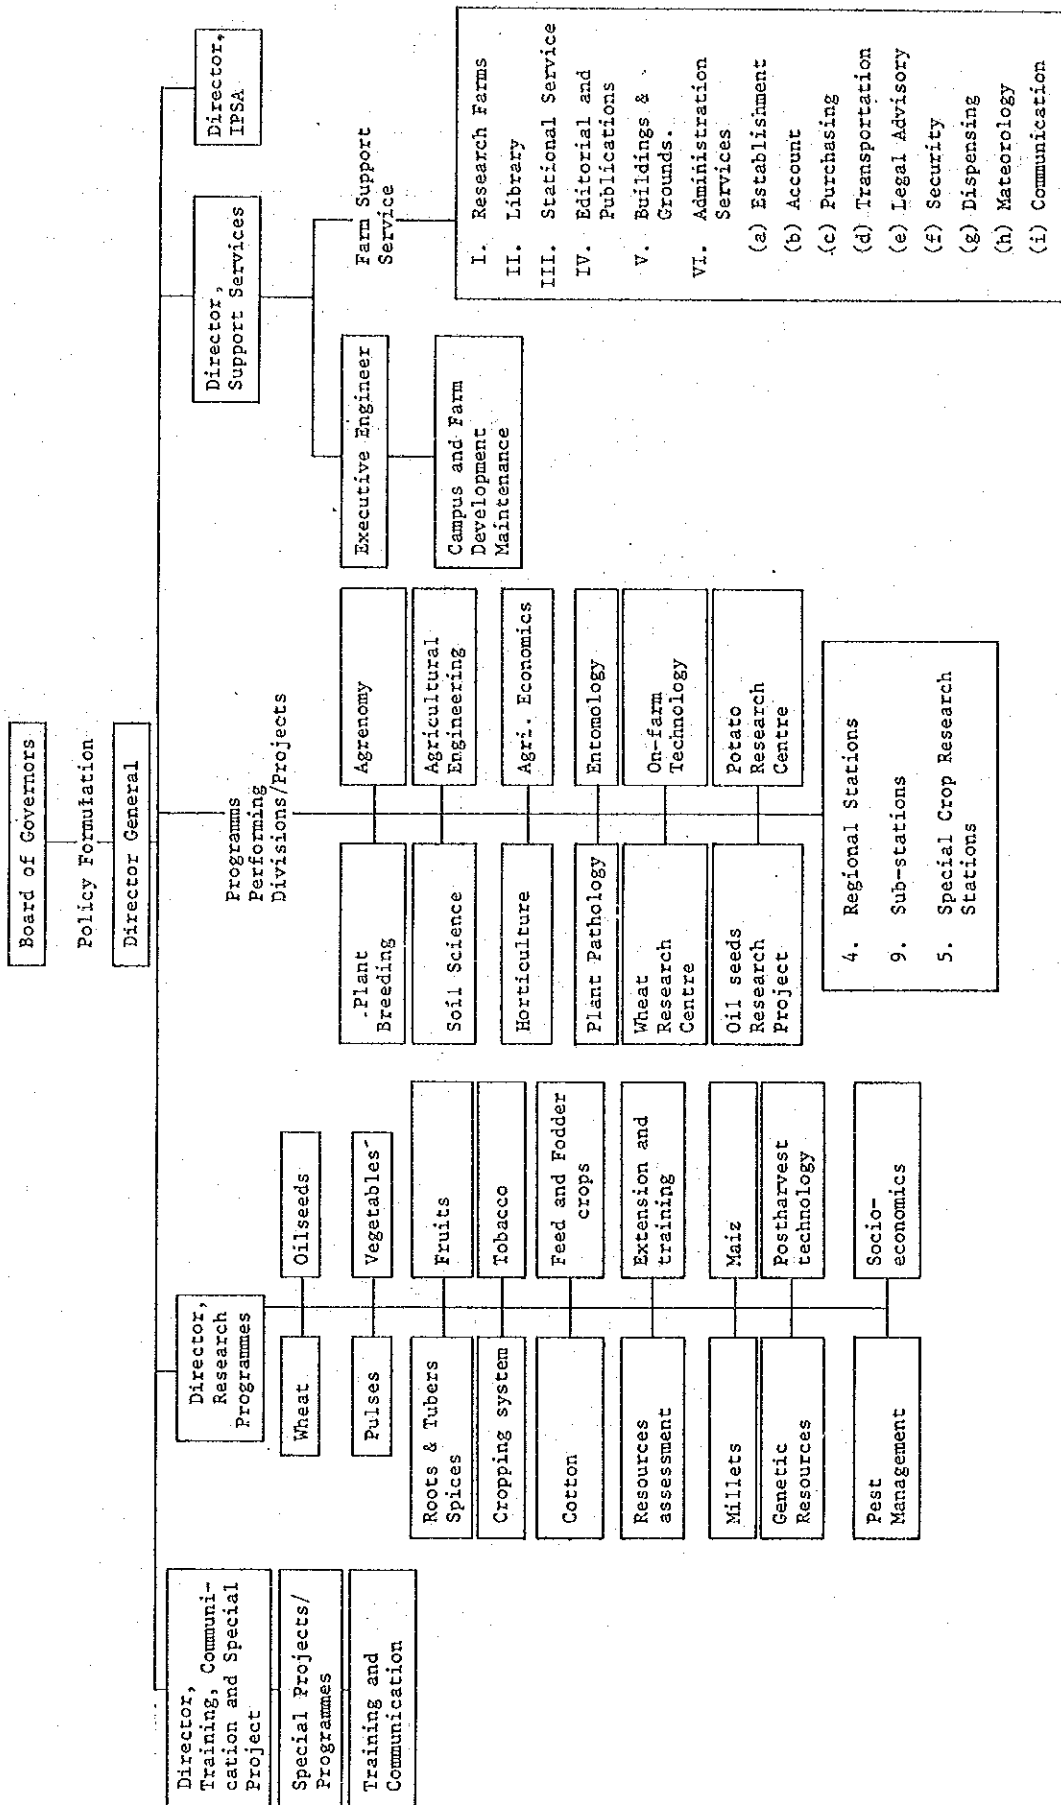 Board of Governors
Policy Formulation
Director General
Director,
Training, Communi-
cation and Special
Project
Special Projects/
Programmes
Training and
Communication
Director,
Research
Programmes
Wheat
Oilseeds
Pulses
Vegetables
Roots & Tubers
Spices
Fruits
Cropping system
Tobacco
Cotton
Feed and Fodder
crops
Resources
assessment
Extension and
training
Millets
Maiz
Genetic
Resources
Postharvest
technology
Pest
Management
Socio-
economics
Programms
Performing
Divisions/Projects
-Plant
Breeding
Agrenomy
Soil Science
Agricultural
Engineering
Horticulture
Agri. Economics
Plant Pathology
Entomology
Wheat
Research
Centre
On-farm
Technology
Oil seeds
Research
Project
Potato
Research
Centre
4. Regional Stations
9. Sub-stations
5. Special Crop Research
Stations
Director,
Support Services
Executive Engineer
Campus and Farm
Development
Maintenance
Farm Support
Service
I. Research Farms
II. Library
III. Stational Service
IV. Editorial and
Publications
V. Buildings &
Grounds.
VI. Administration
Services
(a) Establishment
(b) Account
(c) Purchasing
(d) Transportation
(e) Legal Advisory
(f) Security
(g) Dispensing
(h) Mateorology
(i) Communication
Director,
IPSA